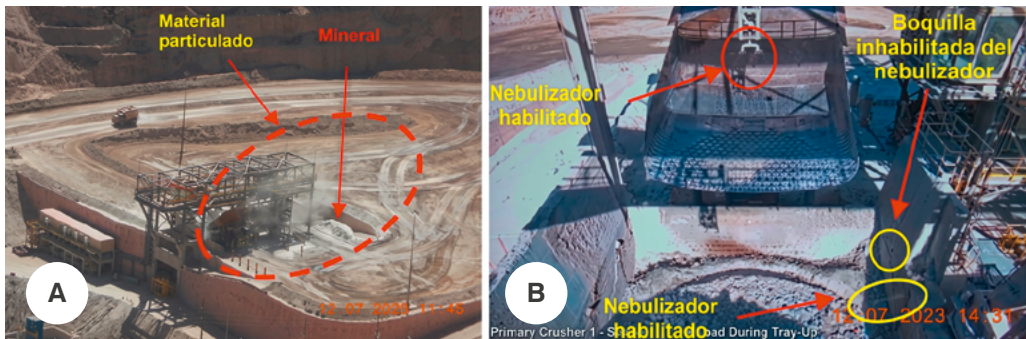 Material
particulado
Mineral
A
12.07.2023 11:45
Boquilla
inhabilitada del
nebulizador
Nebulizador
habilitado
B
Nebulizador
habilitado
12.07.2023 14:31
Primary Crusher 1 - S oad During Tray-Up